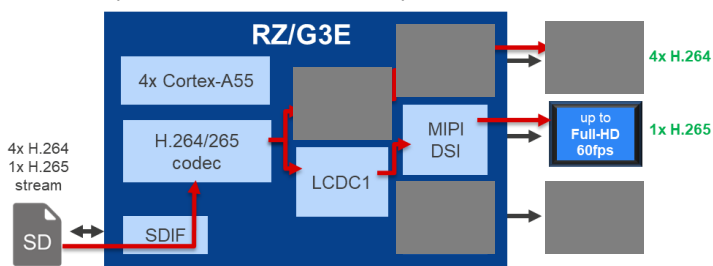 RZ/G3E
4x Cortex-A55
4x H.264
H.264/265
codec
MIPI
DSI
up to
Full-HD
60fps
1x H.265
4x H.264
1x H.265
stream
LCDC1
SD
SDIF